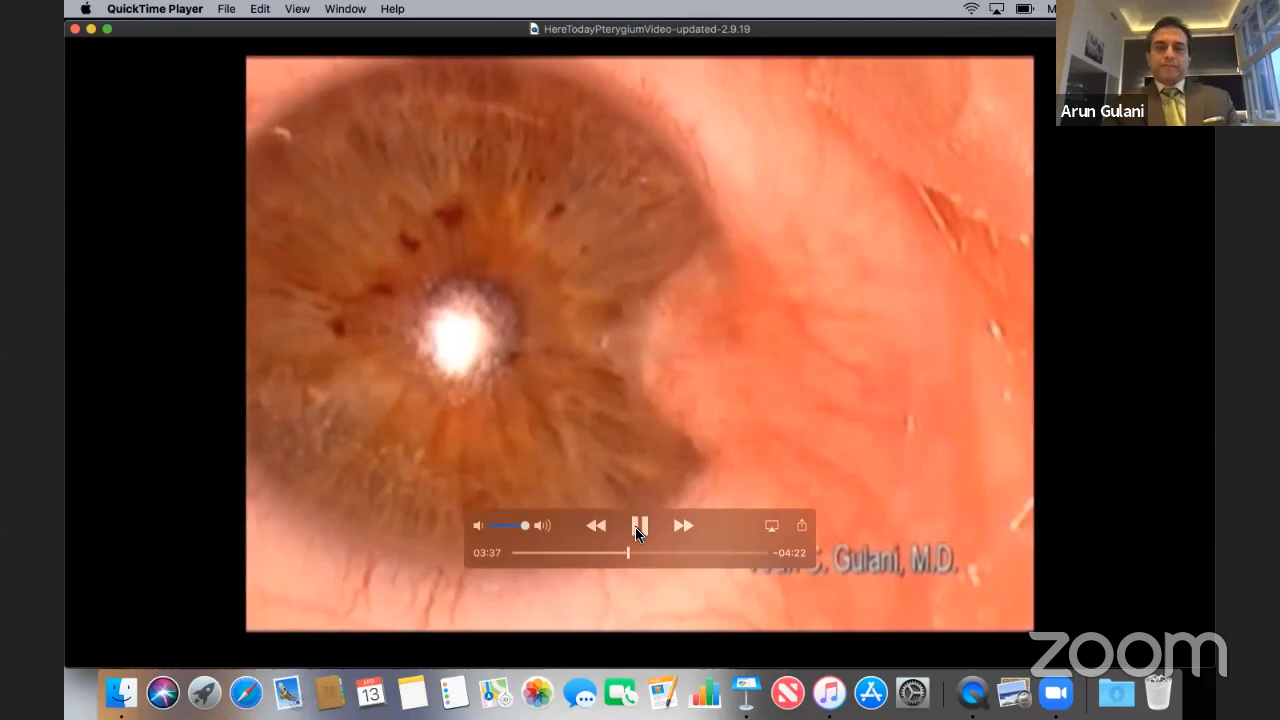 QuickTime Player File Edit View Window Help
HereTodayPterygiumVideo-updated-2.9.19
Arun Gulani
03:37
-04:22
Gulani, M.D.
zoom
APR
13